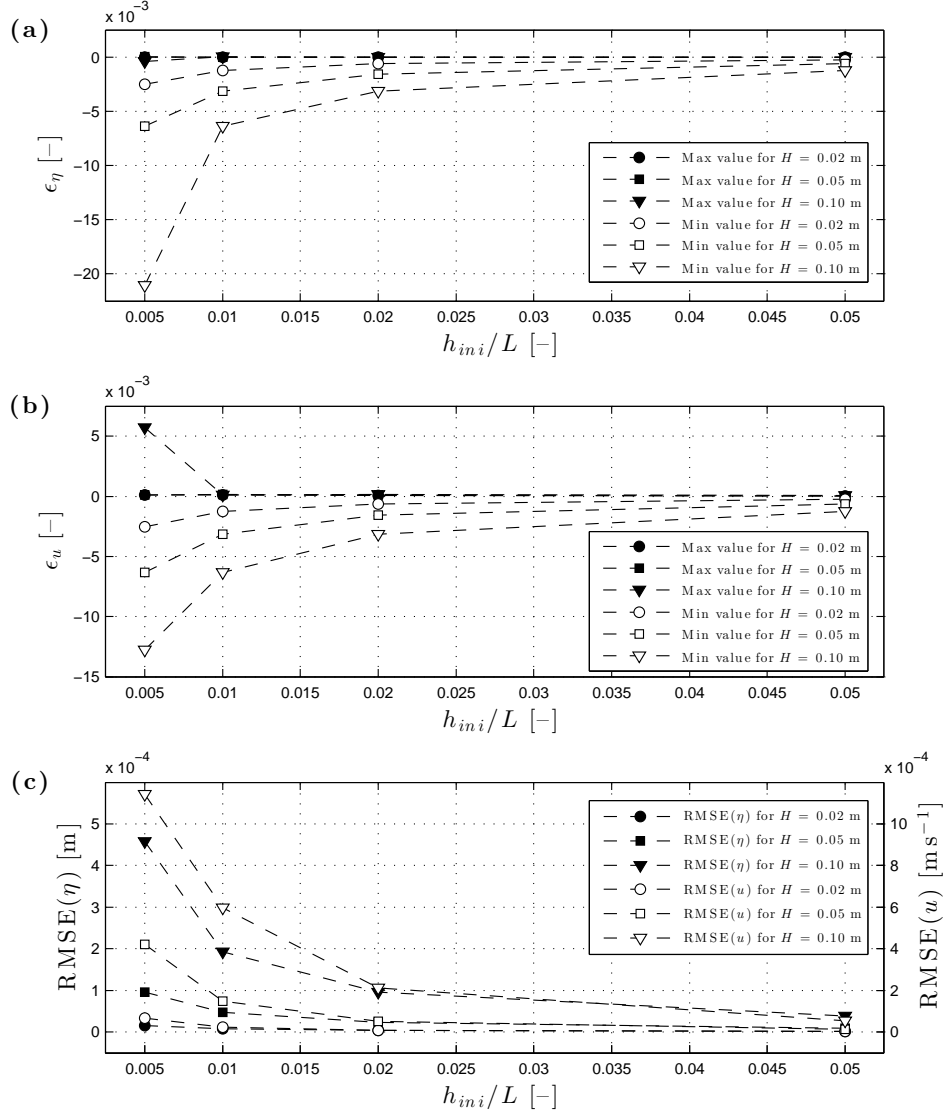 (a)
x 10⁻³
0
−5
−10
−15
−20
ϵη [–]
Max value for H = 0.02 m
Max value for H = 0.05 m
Max value for H = 0.10 m
Min value for H = 0.02 m
Min value for H = 0.05 m
Min value for H = 0.10 m
0.005 0.01 0.015 0.02 0.025 0.03 0.035 0.04 0.045 0.05
h_ini/L [–]
(b)
x 10⁻³
5
0
−5
−10
−15
ϵu [–]
Max value for H = 0.02 m
Max value for H = 0.05 m
Max value for H = 0.10 m
Min value for H = 0.02 m
Min value for H = 0.05 m
Min value for H = 0.10 m
0.005 0.01 0.015 0.02 0.025 0.03 0.035 0.04 0.045 0.05
h_ini/L [–]
(c)
x 10⁻⁴
x 10⁻⁴
5
4
3
2
1
0
RMSE(η) [m]
RMSE(η) for H = 0.02 m
RMSE(η) for H = 0.05 m
RMSE(η) for H = 0.10 m
RMSE(u) for H = 0.02 m
RMSE(u) for H = 0.05 m
RMSE(u) for H = 0.10 m
10
8
6
4
2
0
RMSE(u) [m s⁻¹]
0.005 0.01 0.015 0.02 0.025 0.03 0.035 0.04 0.045 0.05
h_ini/L [–]